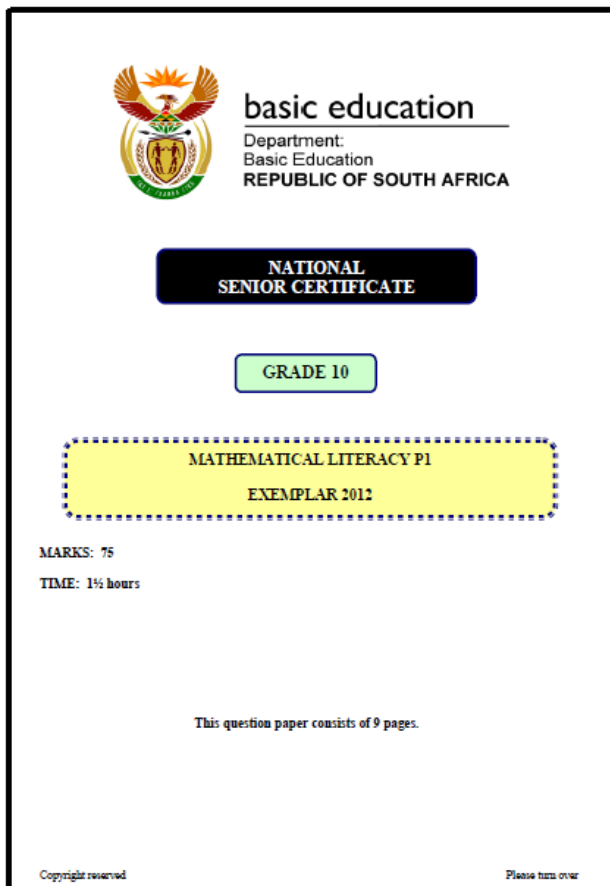 basic education
Department:
Basic Education
REPUBLIC OF SOUTH AFRICA
NATIONAL
SENIOR CERTIFICATE
GRADE 10
MATHEMATICAL LITERACY P1
EXEMPLAR 2012
MARKS: 75
TIME: 1½ hours
This question paper consists of 9 pages.
Copyright reserved
Please turn over